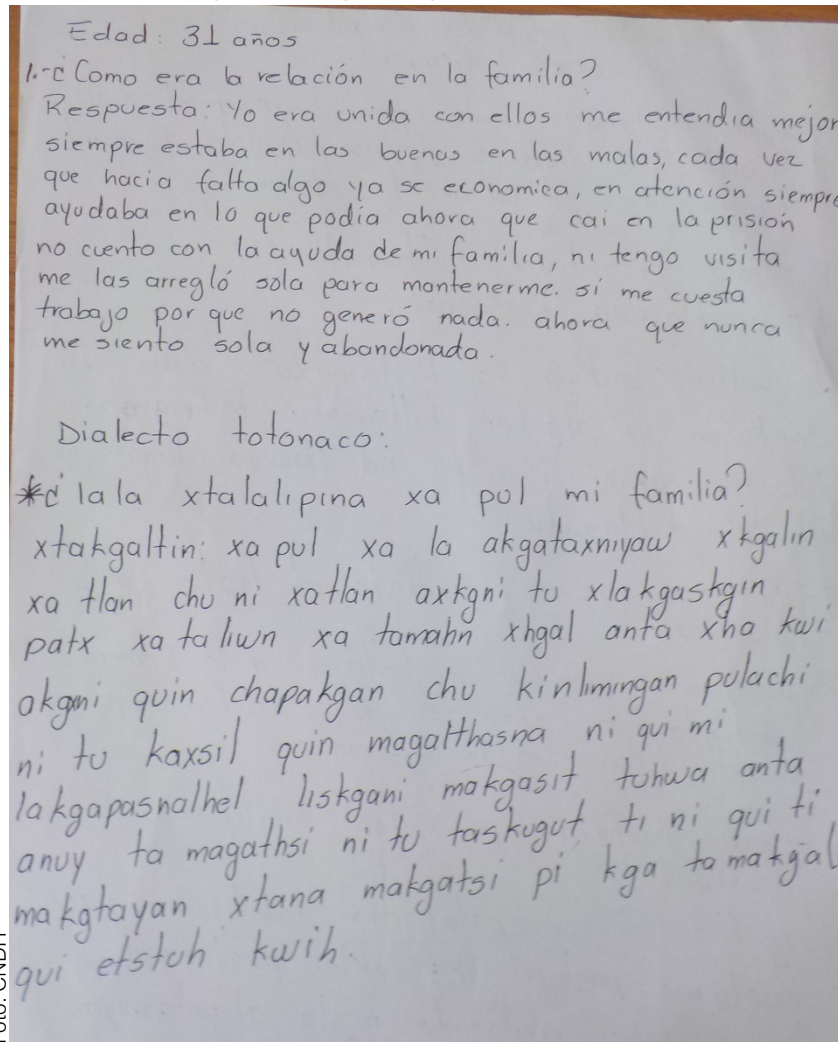 Edad: 31 años
1.-¿Como era la relación en la familia?
Respuesta: Yo era unida con ellos me entendia mejor
siempre estaba en las buenas en las malas, cada vez
que hacia falta algo ya se economica, en atención siempre
ayudaba en lo que podia ahora que cai en la prisión
no cuento con la ayuda de mi familia, ni tengo visita
me las arregló sola para mantenerme. si me cuesta
trabajo por que no generó nada. ahora que nunca
me siento sola y abandonada.
Dialecto totonaco:
*¿lala xtalalipina xa pul mi familia?
xtakgaltin: xa pul xa la akgataxniyaw xkgalin
xa tlan chu ni xatlan axkgni tu xlakgaskgin
patx xa taliwn xa tamahn xhgal anta xha kwi
akgni quin chapakgan chu kinlimingan pulachi
ni tu kaxsil quin magalthasna ni qui mi
lakgapasnalhel liskgani makgasit tuhwa anta
anuy ta magathsi ni tu taskugut ti ni qui ti
makgtayan xtana makgatsi pi kga tamakgal
qui etstuh kwih.
Foto: CNDH